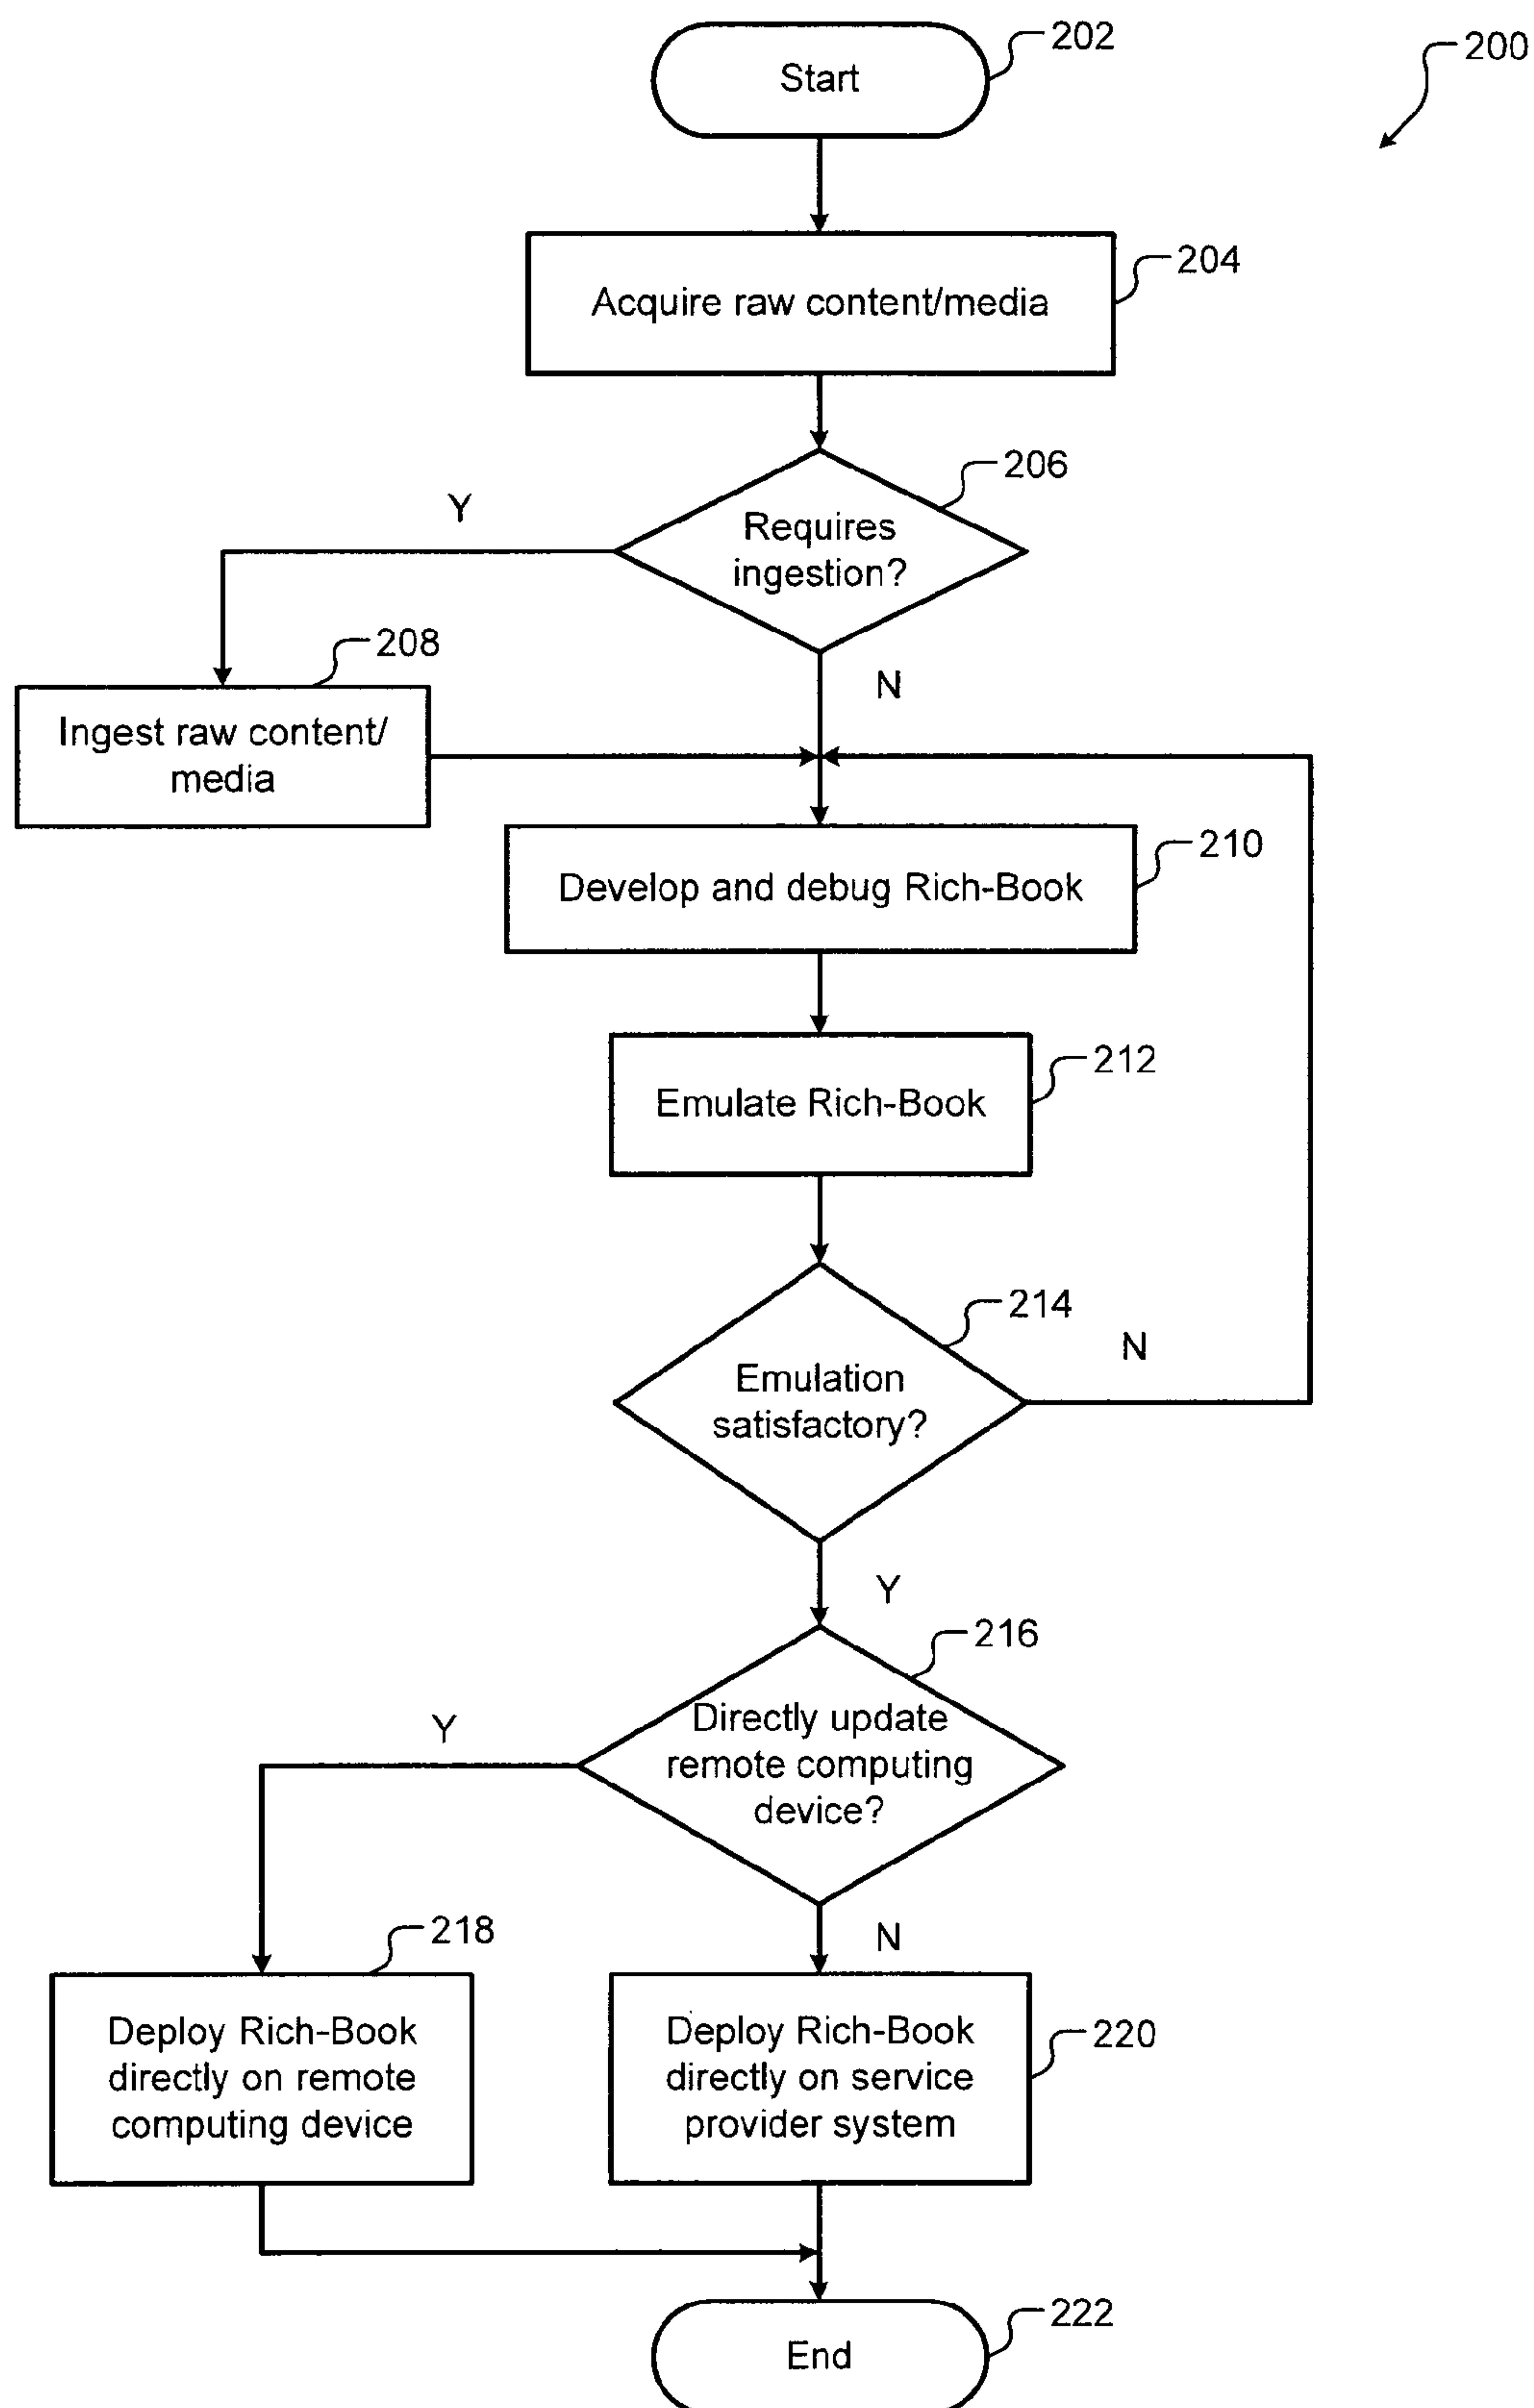 200
Start
202
Acquire raw content/media
204
Requires
ingestion?
206
Y
N
Ingest raw content/
media
208
Develop and debug Rich-Book
210
Emulate Rich-Book
212
Emulation
satisfactory?
214
N
Y
Directly update
remote computing
device?
216
Y
N
Deploy Rich-Book
directly on remote
computing device
218
Deploy Rich-Book
directly on service
provider system
220
End
222